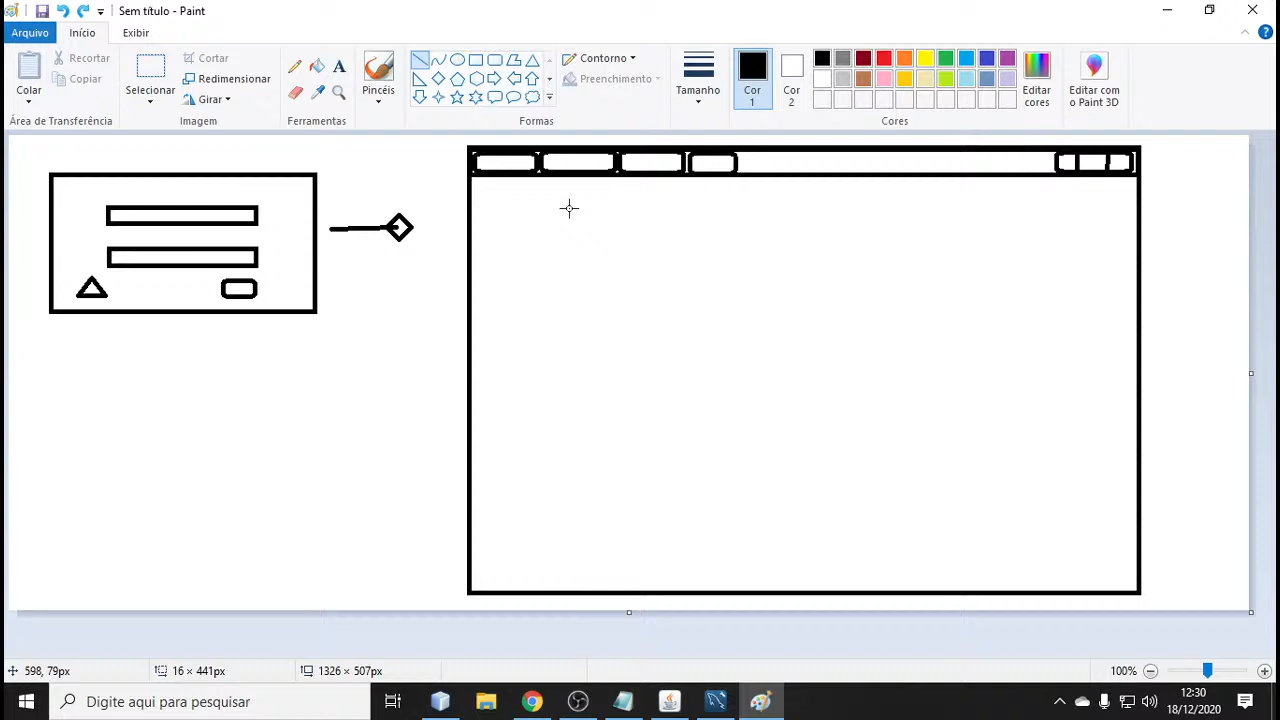 Sem título - Paint
Arquivo Início Exibir
Colar
Recortar
Copiar
Área de Transferência
Selecionar
Cortar
Redimensionar
Girar
Imagem
A
Ferramentas
Pincéis
Contorno
Preenchimento
Formas
Tamanho
Cor
1
Cor
2
Editar
cores
Cores
Editar com
o Paint 3D
598, 79px 16 × 441px 1326 × 507px 100%
Digite aqui para pesquisar
12:30
18/12/2020